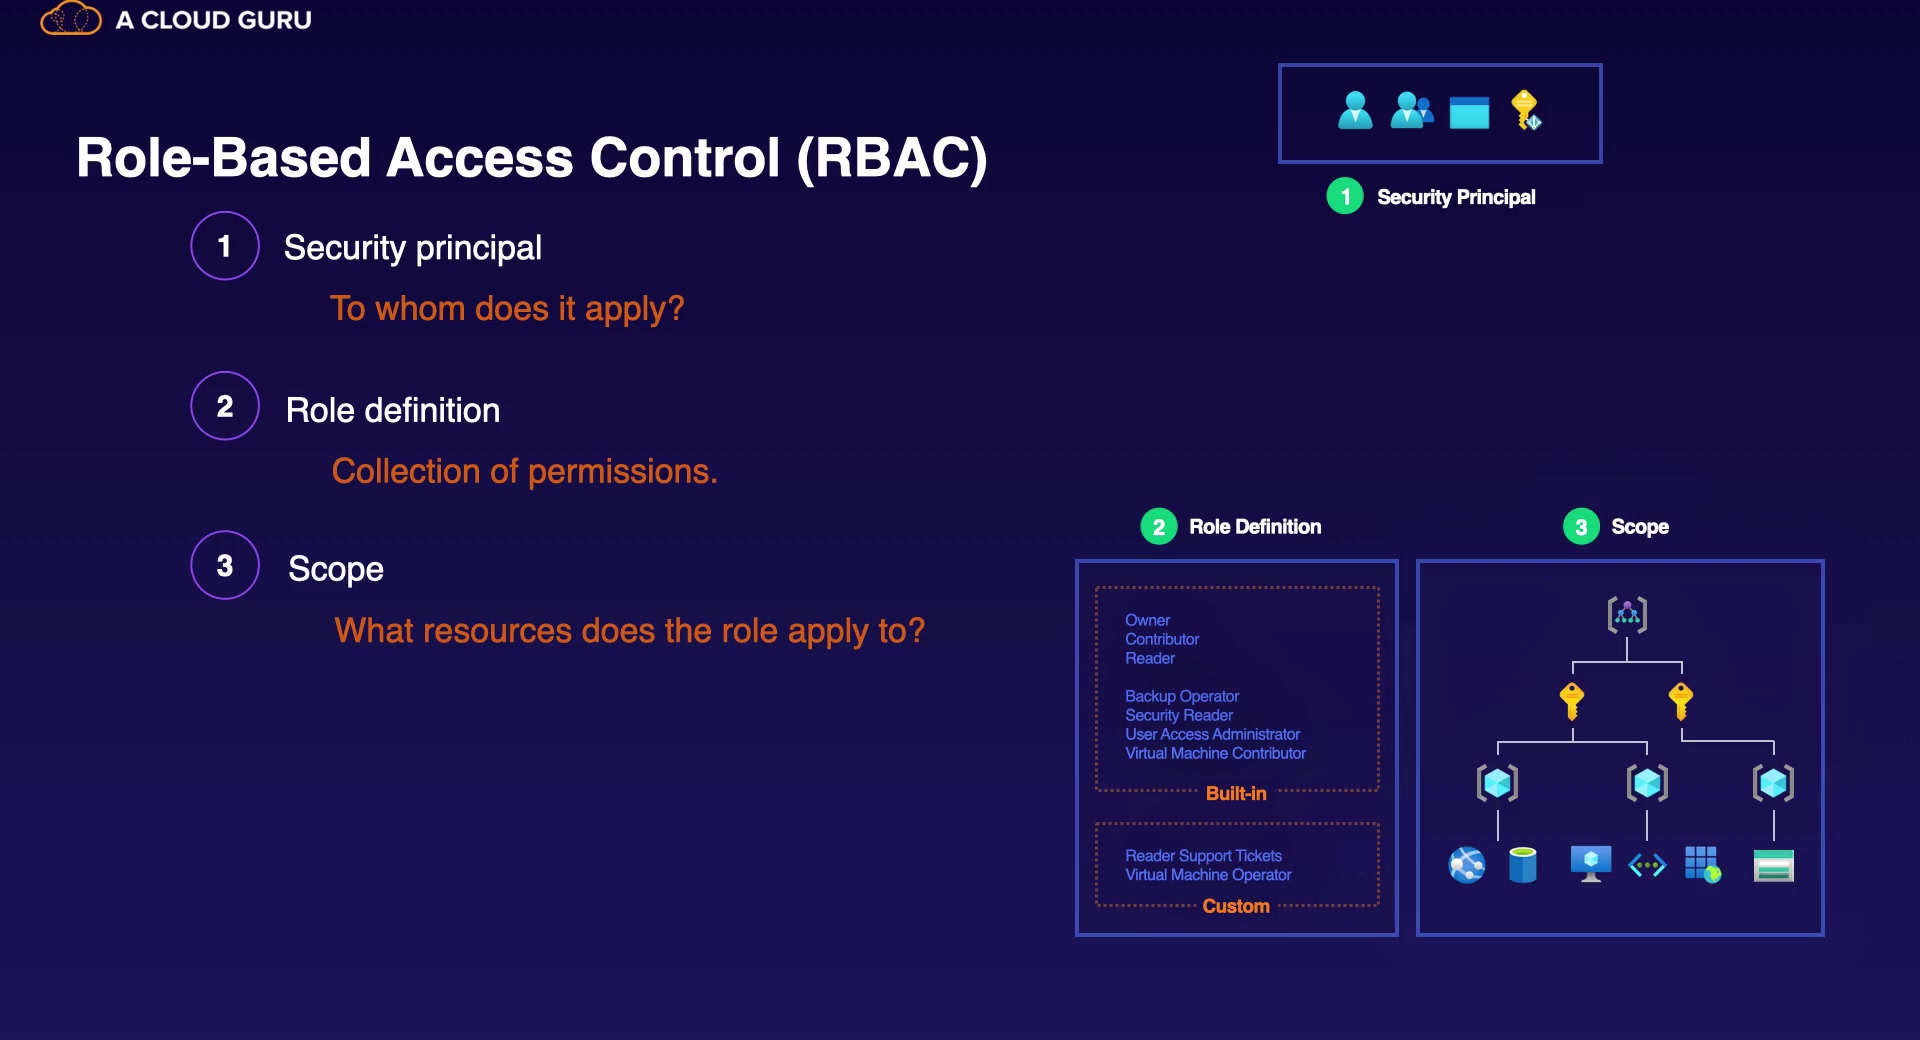 A CLOUD GURU
Role-Based Access Control (RBAC)
1 Security principal
To whom does it apply?
2 Role definition
Collection of permissions.
3 Scope
What resources does the role apply to?
1 Security Principal
2 Role Definition
Owner
Contributor
Reader
Backup Operator
Security Reader
User Access Administrator
Virtual Machine Contributor
Built-in
Reader Support Tickets
Virtual Machine Operator
Custom
3 Scope